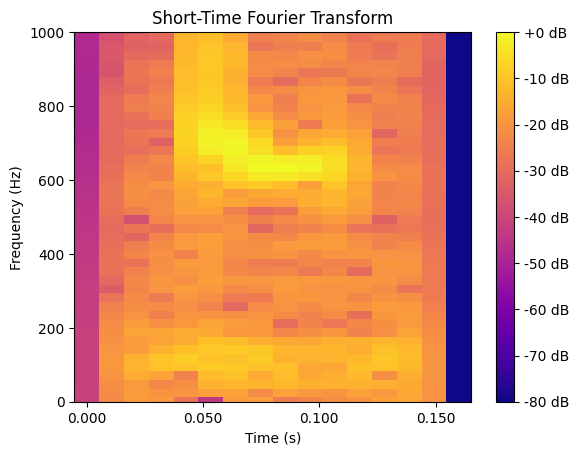 Short-Time Fourier Transform
1000
800
600
400
200
0
Frequency (Hz)
0.000
0.050
0.100
0.150
Time (s)
+0 dB
-10 dB
-20 dB
-30 dB
-40 dB
-50 dB
-60 dB
-70 dB
-80 dB